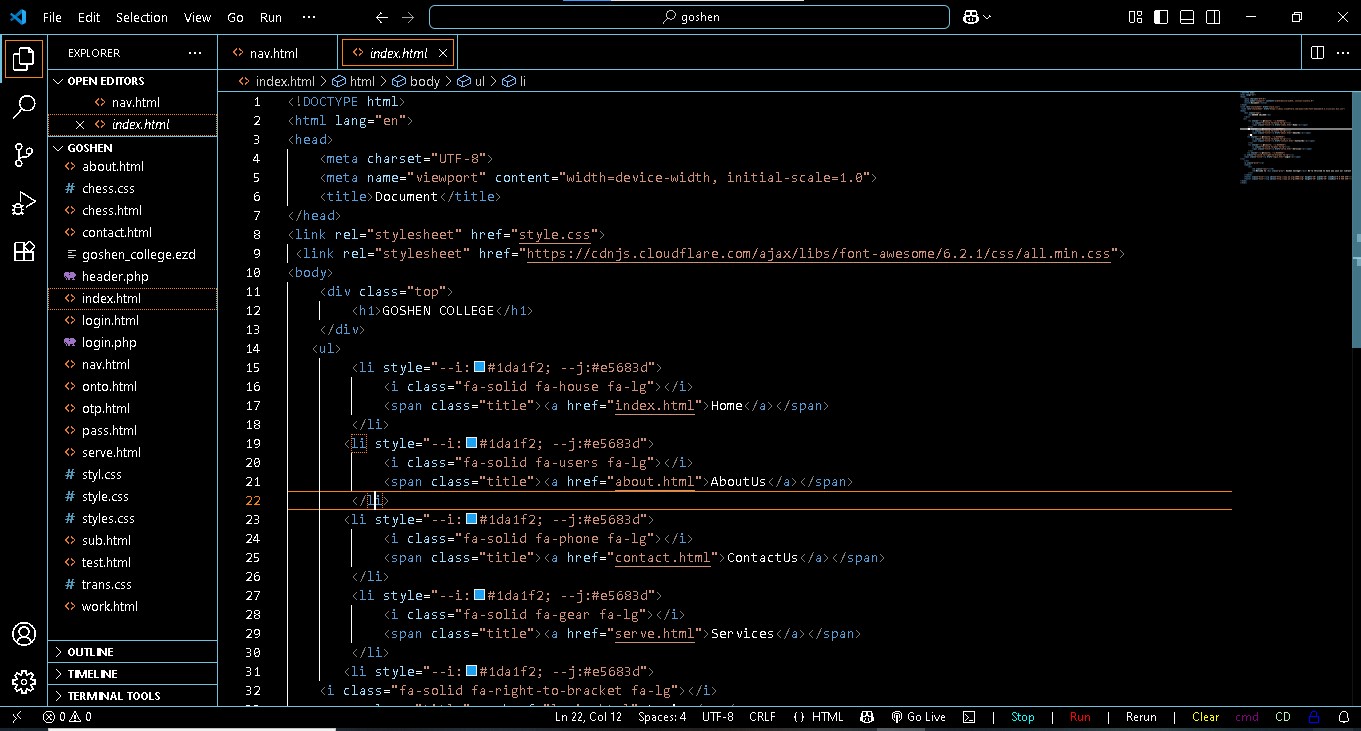 File Edit Selection View Go Run ··· goshen
EXPLORER ···
OPEN EDITORS
nav.html
index.html
GOSHEN
about.html
chess.css
chess.html
contact.html
goshen_college.ezd
header.php
index.html
login.html
login.php
nav.html
onto.html
otp.html
pass.html
serve.html
styl.css
style.css
styles.css
sub.html
test.html
trans.css
work.html
OUTLINE
TIMELINE
TERMINAL TOOLS
nav.html index.html
index.html > html > body > ul > li
1 <!DOCTYPE html>
2 <html lang="en">
3 <head>
4 <meta charset="UTF-8">
5 <meta name="viewport" content="width=device-width, initial-scale=1.0">
6 <title>Document</title>
7 </head>
8 <link rel="stylesheet" href="style.css">
9 <link rel="stylesheet" href="https://cdnjs.cloudflare.com/ajax/libs/font-awesome/6.2.1/css/all.min.css">
10 <body>
11 <div class="top">
12 <h1>GOSHEN COLLEGE</h1>
13 </div>
14 <ul>
15 <li style="--i:#1da1f2; --j:#e5683d">
16 <i class="fa-solid fa-house fa-lg"></i>
17 <span class="title"><a href="index.html">Home</a></span>
18 </li>
19 <li style="--i:#1da1f2; --j:#e5683d">
20 <i class="fa-solid fa-users fa-lg"></i>
21 <span class="title"><a href="about.html">AboutUs</a></span>
22 </li>
23 <li style="--i:#1da1f2; --j:#e5683d">
24 <i class="fa-solid fa-phone fa-lg"></i>
25 <span class="title"><a href="contact.html">ContactUs</a></span>
26 </li>
27 <li style="--i:#1da1f2; --j:#e5683d">
28 <i class="fa-solid fa-gear fa-lg"></i>
29 <span class="title"><a href="serve.html">Services</a></span>
30 </li>
31 <li style="--i:#1da1f2; --j:#e5683d">
32 <i class="fa-solid fa-right-to-bracket fa-lg"></i>
0 0 Ln 22, Col 12 Spaces: 4 UTF-8 CRLF {} HTML Go Live | Stop | Run | Rerun | Clear cmd CD